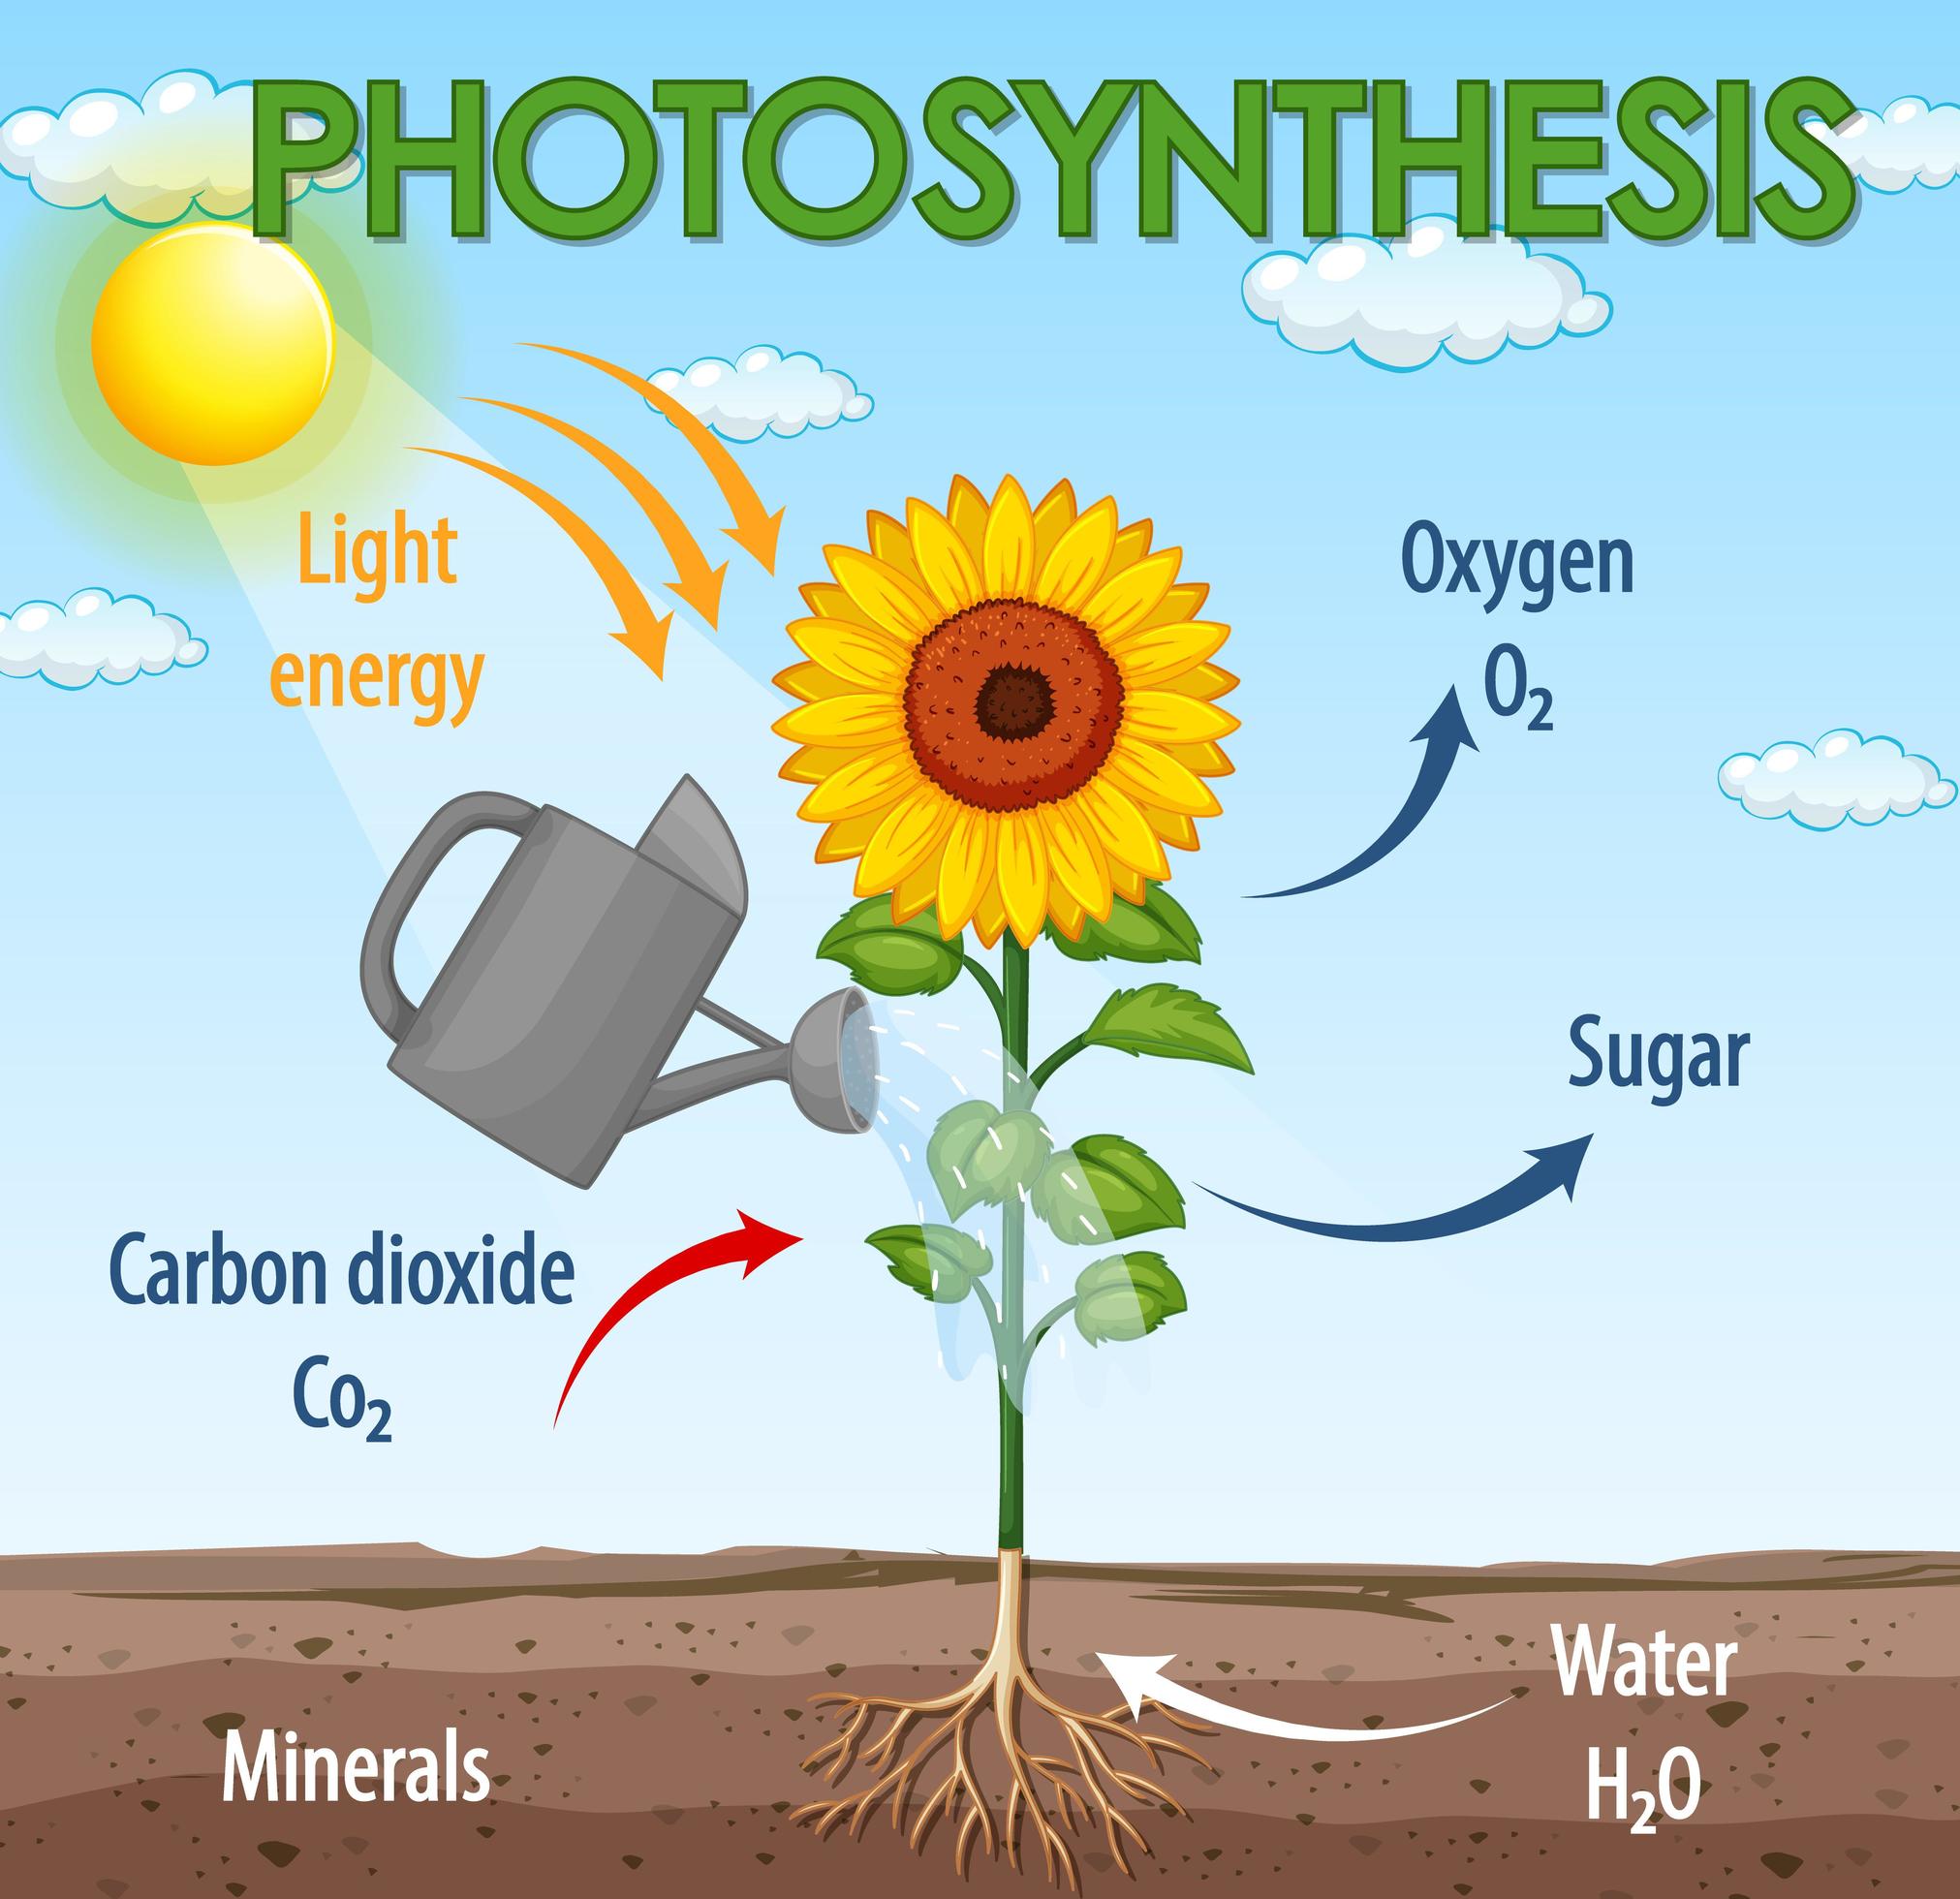 PHOTOSYNTHESIS
Light
energy
Oxygen
O₂
Sugar
Carbon dioxide
Co₂
Water
H₂O
Minerals